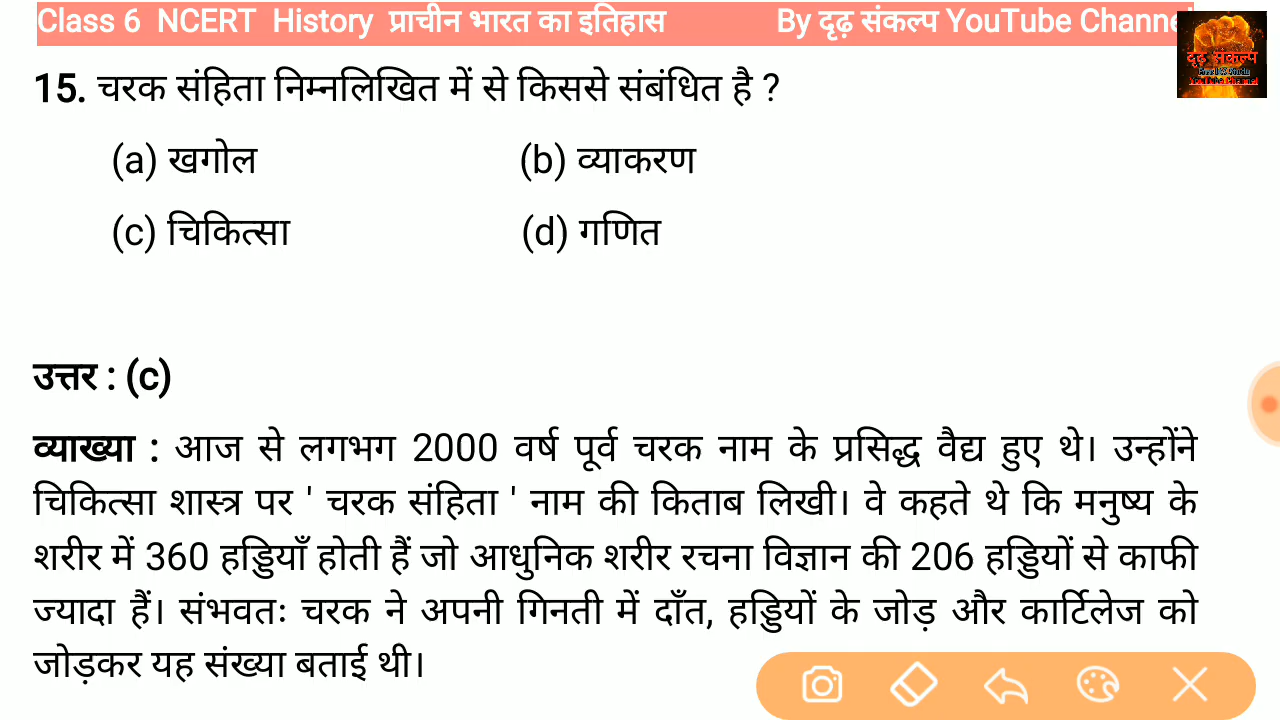 Class 6 NCERT History प्राचीन भारत का इतिहास By दृढ़ संकल्प YouTube Channel
दृढ़ संकल्प
15. चरक संहिता निम्नलिखित में से किससे संबंधित है ?
(a) खगोल (b) व्याकरण
(c) चिकित्सा (d) गणित
उत्तर : (c)
व्याख्या : आज से लगभग 2000 वर्ष पूर्व चरक नाम के प्रसिद्ध वैद्य हुए थे। उन्होंने
चिकित्सा शास्त्र पर ' चरक संहिता ' नाम की किताब लिखी। वे कहते थे कि मनुष्य के
शरीर में 360 हड्डियाँ होती हैं जो आधुनिक शरीर रचना विज्ञान की 206 हड्डियों से काफी
ज्यादा हैं। संभवतः चरक ने अपनी गिनती में दाँत, हड्डियों के जोड़ और कार्टिलेज को
जोड़कर यह संख्या बताई थी।